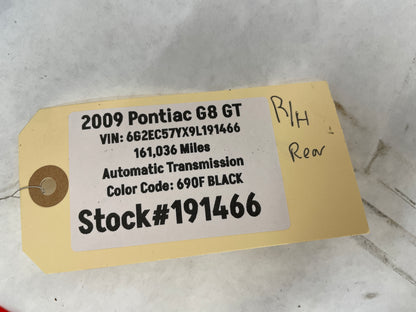 2009 Pontiac G8 GT
VIN: 6G2EC57YX9L191466
161,036 Miles
Automatic Transmission
Color Code: 690F BLACK
Stock#191466
R/H
Rear